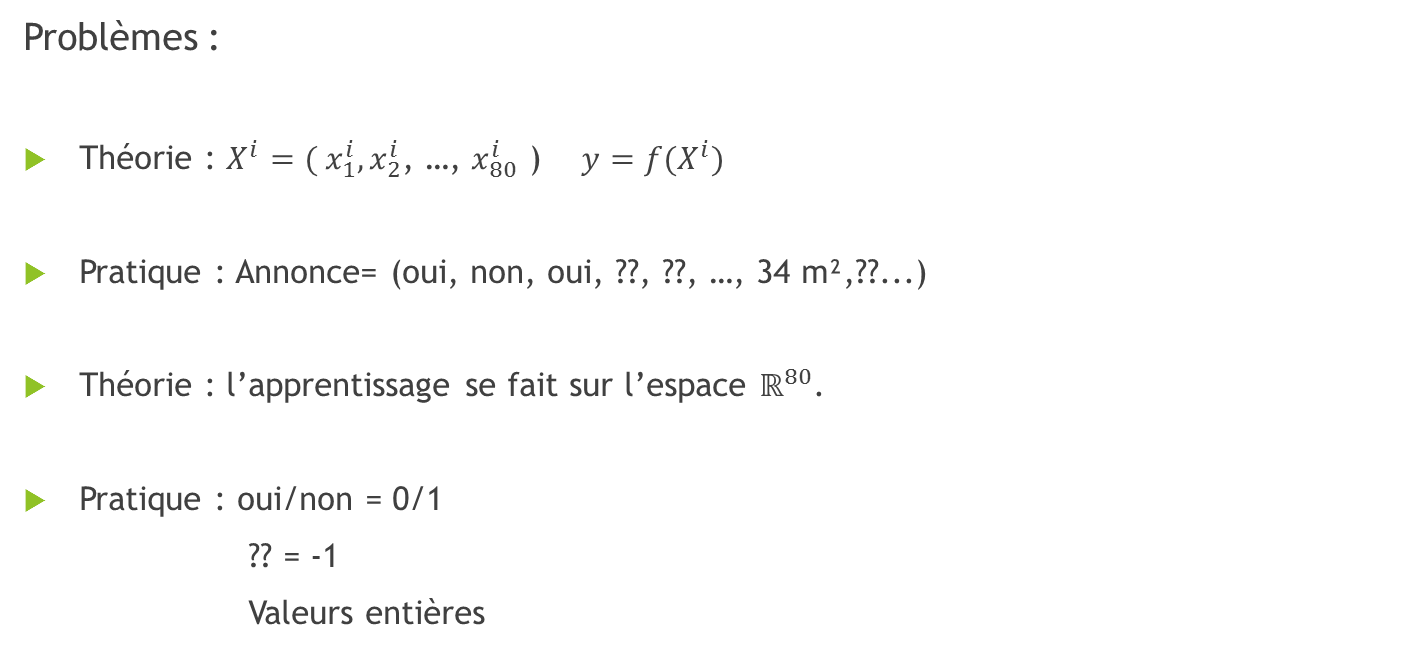 Problèmes :
Théorie : Xⁱ = ( x₁ⁱ, x₂ⁱ, …, x₈₀ⁱ ) y = f(Xⁱ)
Pratique : Annonce= (oui, non, oui, ??, ??, …, 34 m²,??...)
Théorie : l’apprentissage se fait sur l’espace ℝ⁸⁰.
Pratique : oui/non = 0/1
?? = -1
Valeurs entières